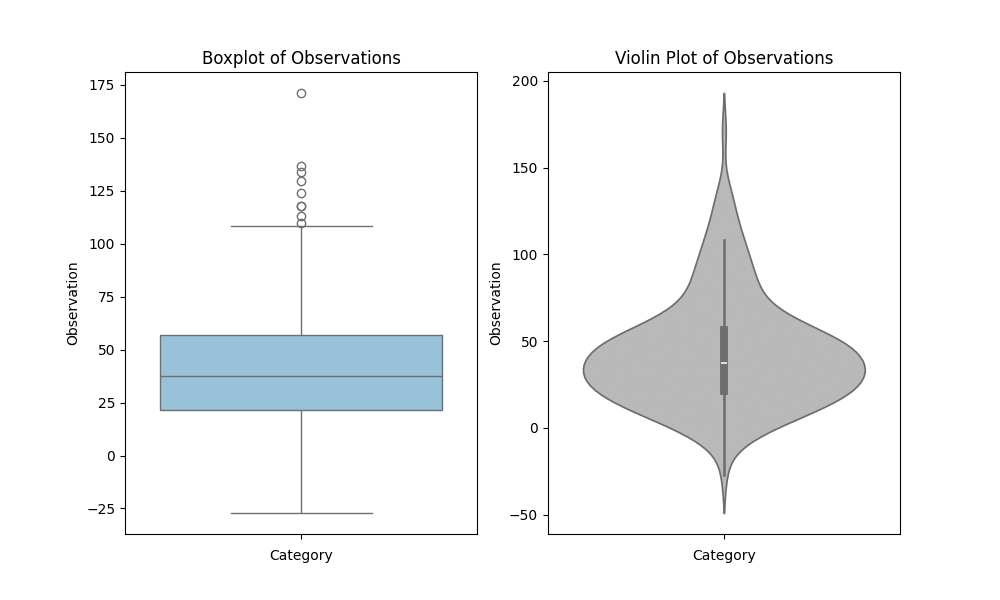 Boxplot of Observations
175
150
125
100
75
50
25
0
−25
Observation
Category
Violin Plot of Observations
200
150
100
50
0
−50
Observation
Category